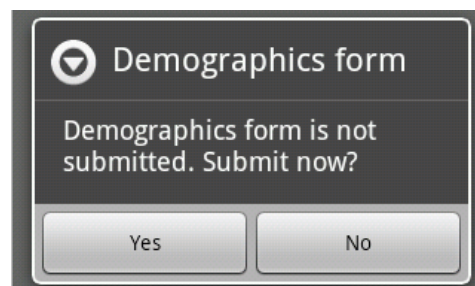 Demographics form
Demographics form is not
submitted. Submit now?
Yes
No